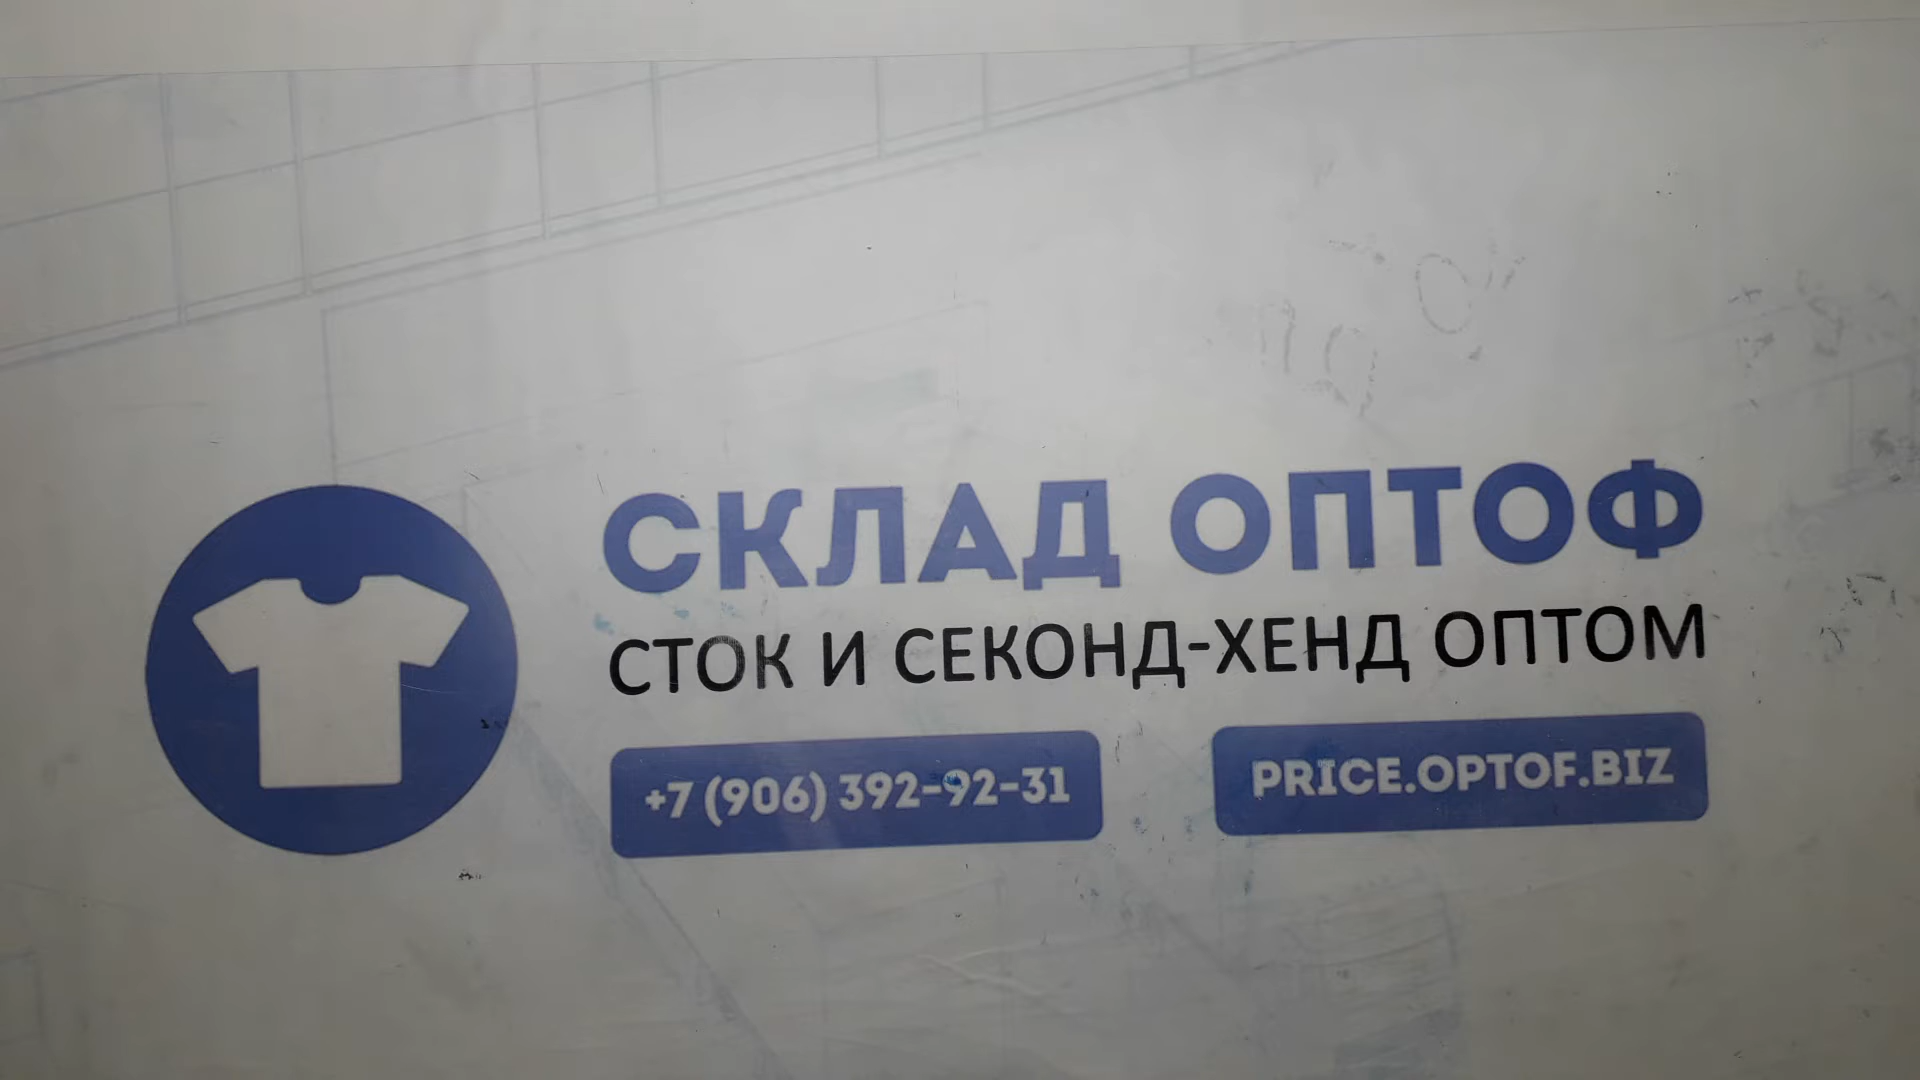 СКЛАД ОПТОФ
СТОК И СЕКОНД-ХЕНД ОПТОМ
+7 (906) 392-92-31
PRICE.OPTOF.BIZ